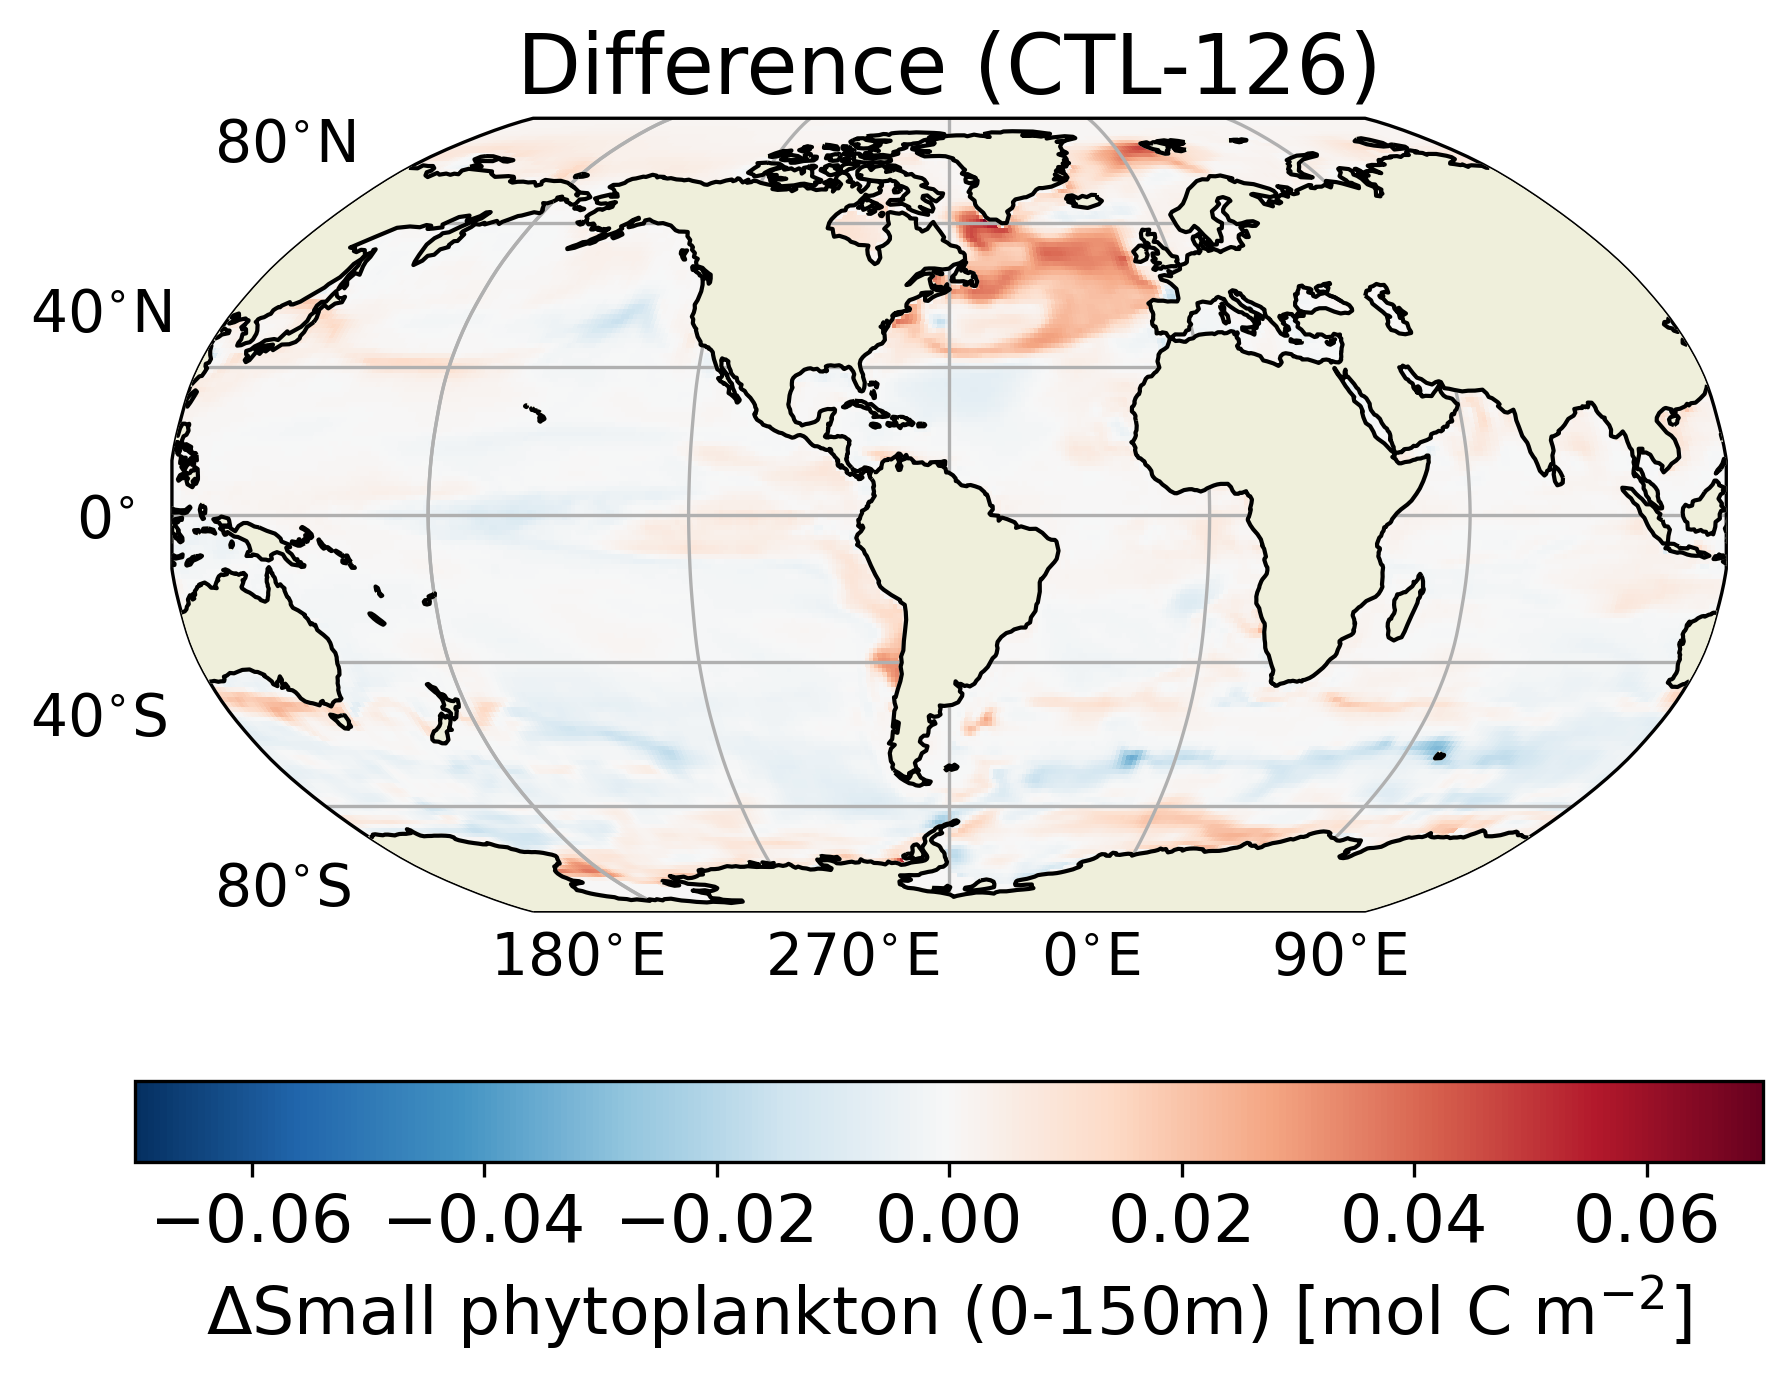 Difference (CTL-126)
80°N
40°N
0°
40°S
80°S
180°E 270°E 0°E 90°E
−0.06 −0.04 −0.02 0.00 0.02 0.04 0.06
ΔSmall phytoplankton (0-150m) [mol C m⁻²]